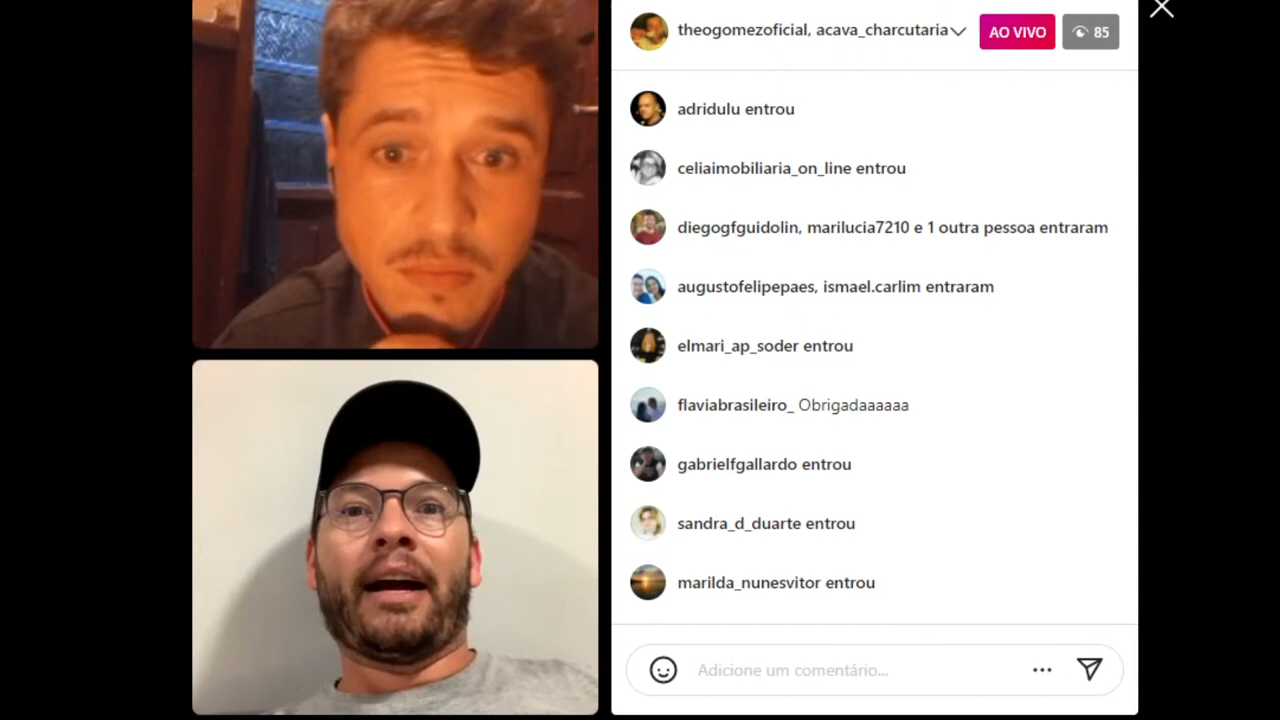 theogomezoficial, acava_charcutaria
AO VIVO
85
adridulu entrou
celiaimobiliaria_on_line entrou
diegogfguidolin, marilucia7210 e 1 outra pessoa entraram
augustofelipepaes, ismael.carlim entraram
elmari_ap_soder entrou
flaviabrasileiro_ Obrigadaaaaaa
gabrielfgallardo entrou
sandra_d_duarte entrou
marilda_nunesvitor entrou
Adicione um comentário...